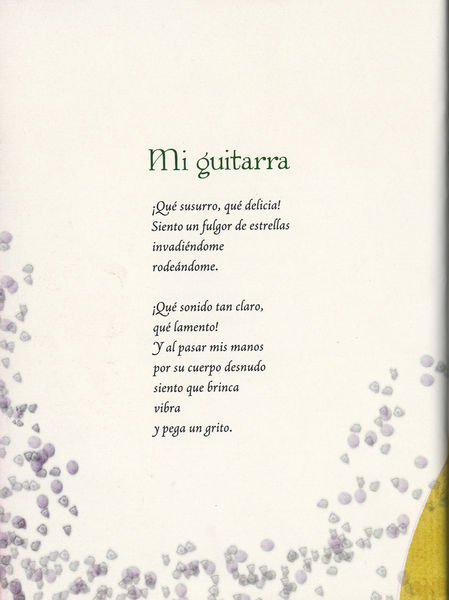 Mi guitarra
¡Qué susurro, qué delicia!
Siento un fulgor de estrellas
invadiéndome
rodeándome.
¡Qué sonido tan claro,
qué lamento!
Y al pasar mis manos
por su cuerpo desnudo
siento que brinca
vibra
y pega un grito.